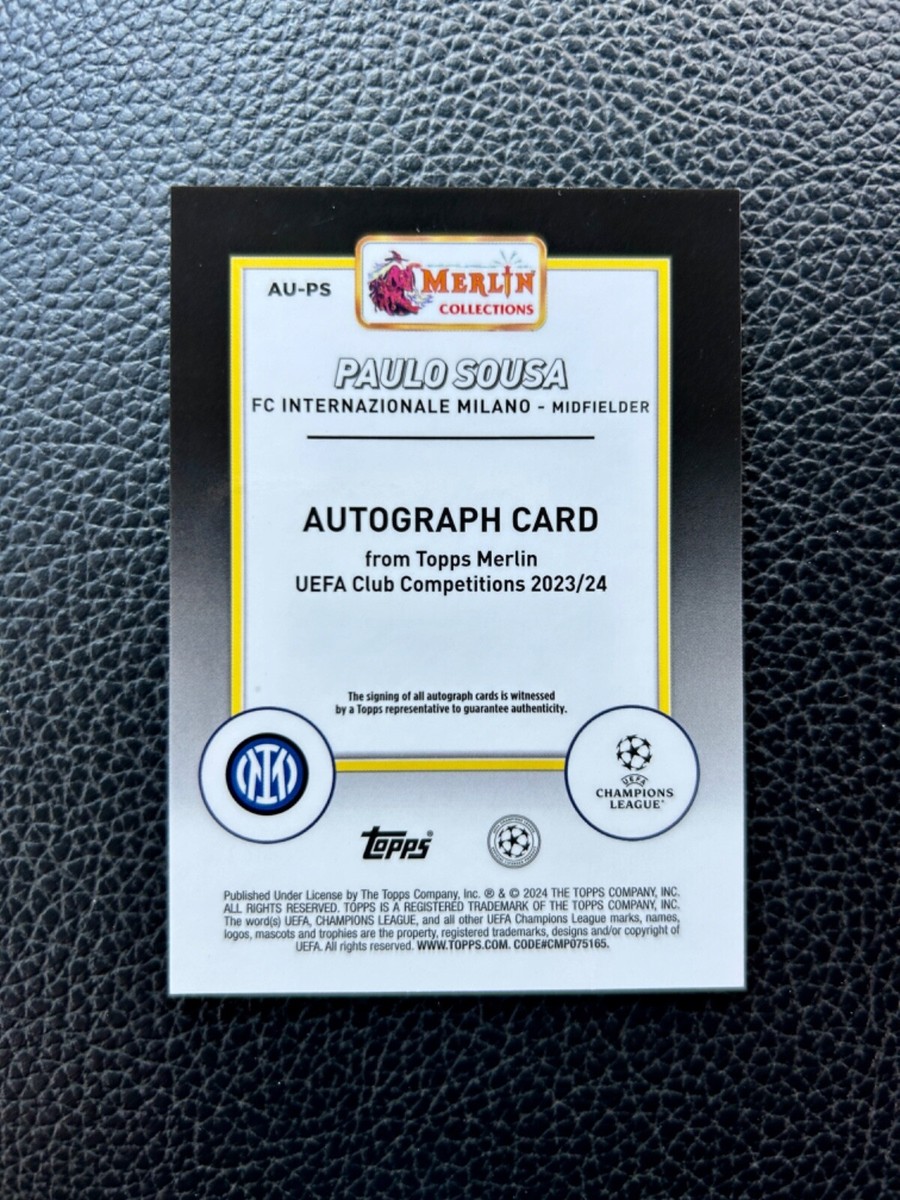 AU-PS
MERLIN
COLLECTIONS
PAULO SOUSA
FC INTERNAZIONALE MILANO - MIDFIELDER
AUTOGRAPH CARD
from Topps Merlin
UEFA Club Competitions 2023/24
The signing of all autograph cards is witnessed
by a Topps representative to guarantee authenticity.
UEFA
CHAMPIONS
LEAGUE®
Topps®
Published Under License by The Topps Company, Inc. ® & © 2024 THE TOPPS COMPANY, INC.
ALL RIGHTS RESERVED. TOPPS IS A REGISTERED TRADEMARK OF THE TOPPS COMPANY, INC.
The word(s) UEFA, CHAMPIONS LEAGUE, and all other UEFA Champions League marks, names,
logos, mascots and trophies are the property, registered trademarks, designs and/or copyright of
UEFA. All rights reserved. WWW.TOPPS.COM. CODE#CMP075165.